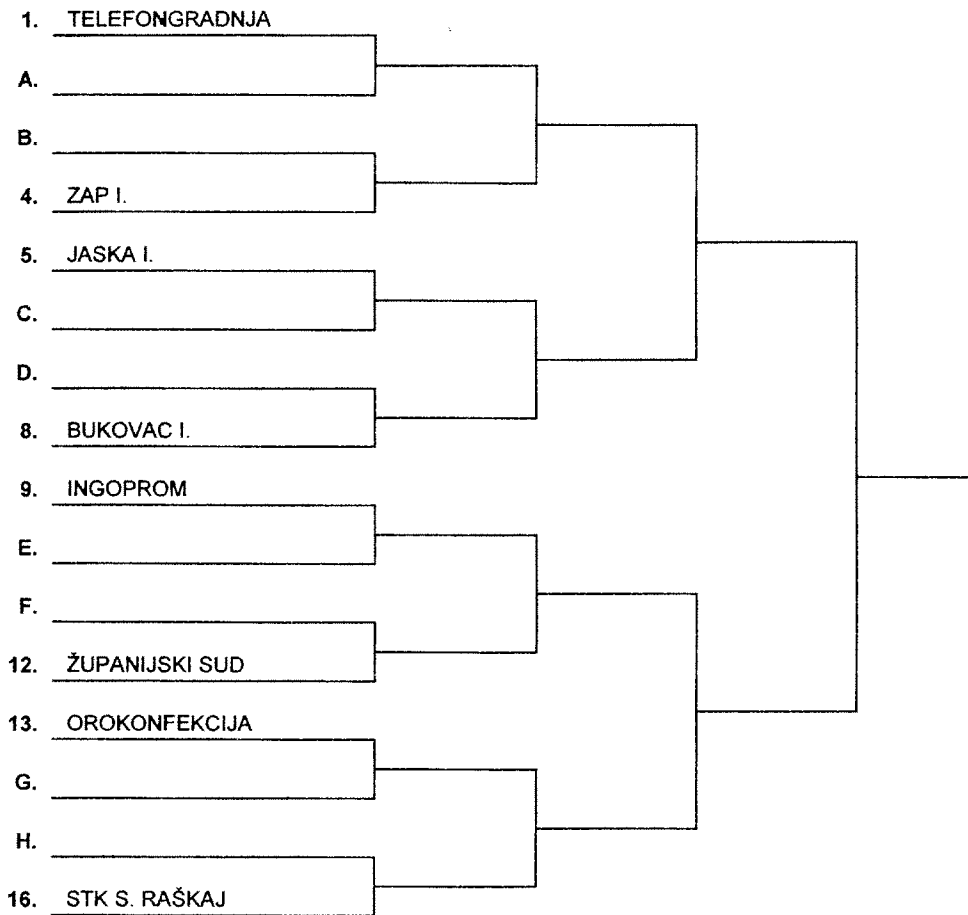 1. TELEFONGRADNJA
A.
B.
4. ZAP I.
5. JASKA I.
C.
D.
8. BUKOVAC I.
9. INGOPROM
E.
F.
12. ŽUPANIJSKI SUD
13. OROKONFEKCIJA
G.
H.
16. STK S. RAŠKAJ